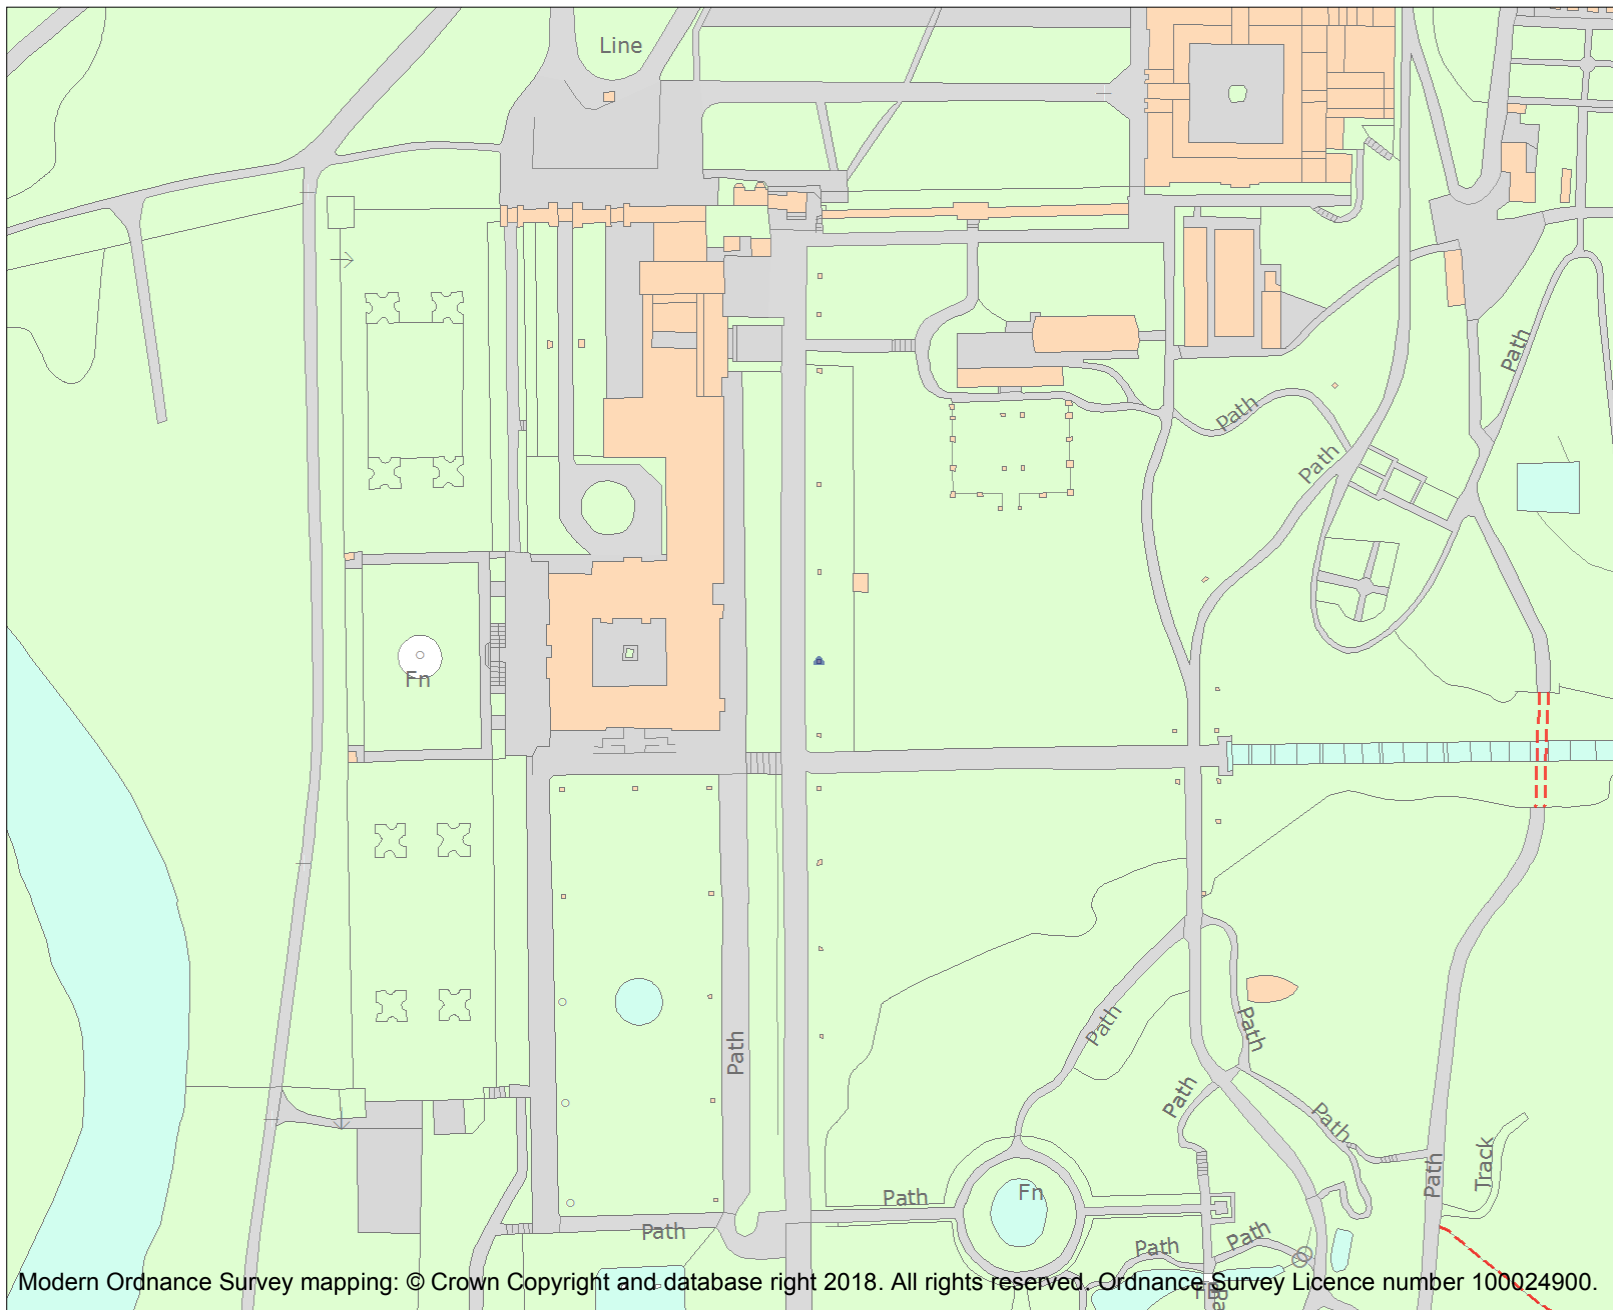 Line
Path
Path
Path
Fn
Path
Path
Path
Path
Path
Path
Track
Path
Fn
Path
Path
Path
Modern Ordnance Survey mapping: © Crown Copyright and database right 2018. All rights reserved. Ordnance Survey Licence number 100024900.